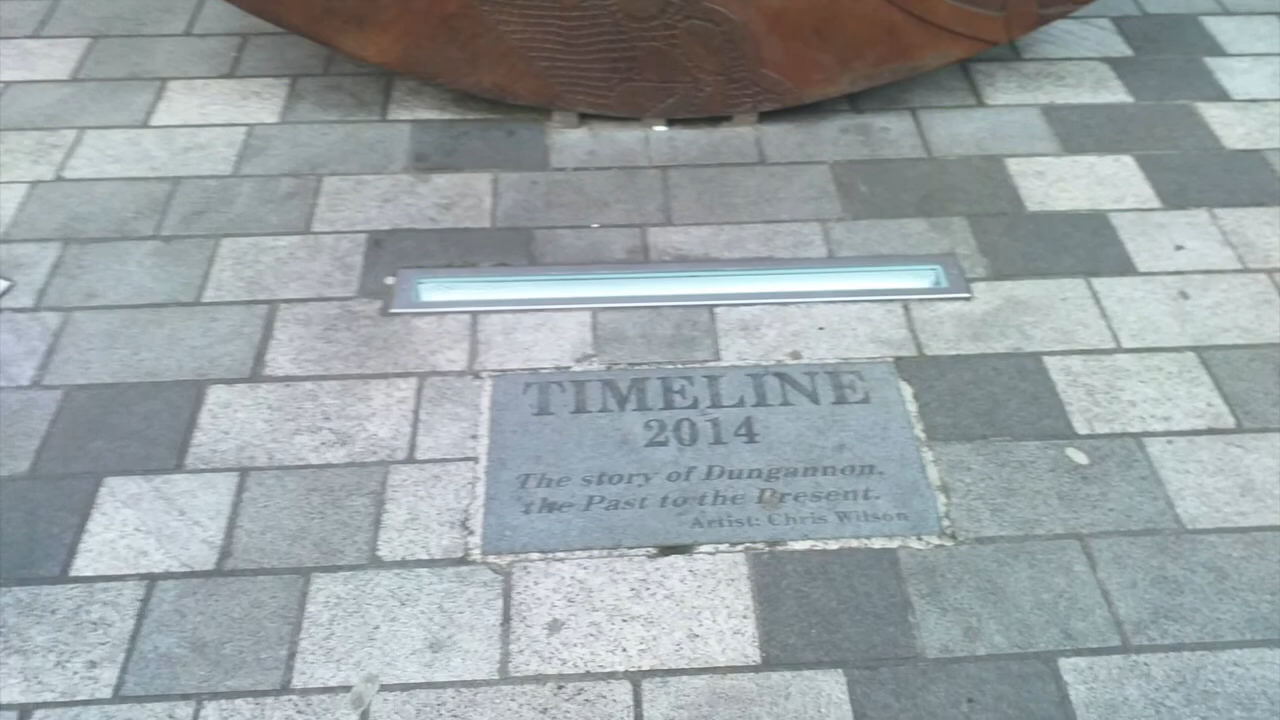 TIMELINE
2014
The story of Dungannon.
the Past to the Present.
Artist: Chris Wilson